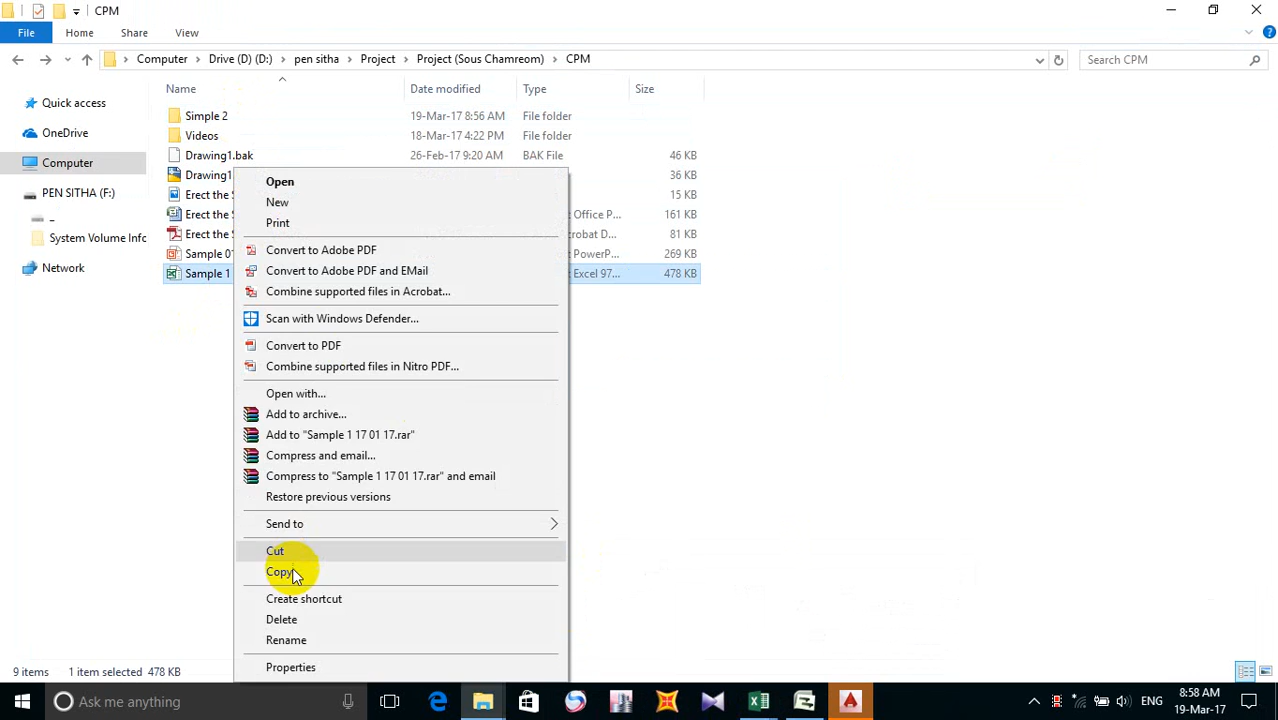 CPM
File Home Share View
Computer Drive (D) (D:) pen sitha Project Project (Sous Chamreom) CPM Search CPM
Name Date modified Type Size
Quick access
OneDrive
Computer
PEN SITHA (F:)
_
System Volume Info
Network
Simple 2 19-Mar-17 8:56 AM File folder
Videos 18-Mar-17 4:22 PM File folder
Drawing1.bak 26-Feb-17 9:20 AM BAK File 46 KB
Drawing1 36 KB
Erect the S 15 KB
Erect the S t Office P... 161 KB
Erect the crobat D... 81 KB
Sample 01 t PowerP... 269 KB
Sample 1 t Excel 97... 478 KB
Open
New
Print
Convert to Adobe PDF
Convert to Adobe PDF and EMail
Combine supported files in Acrobat...
Scan with Windows Defender...
Convert to PDF
Combine supported files in Nitro PDF...
Open with...
Add to archive...
Add to "Sample 1 17 01 17.rar"
Compress and email...
Compress to "Sample 1 17 01 17.rar" and email
Restore previous versions
Send to
Cut
Copy
Create shortcut
Delete
Rename
Properties
9 items 1 item selected 478 KB
Ask me anything
ENG
8:58 AM
19-Mar-17